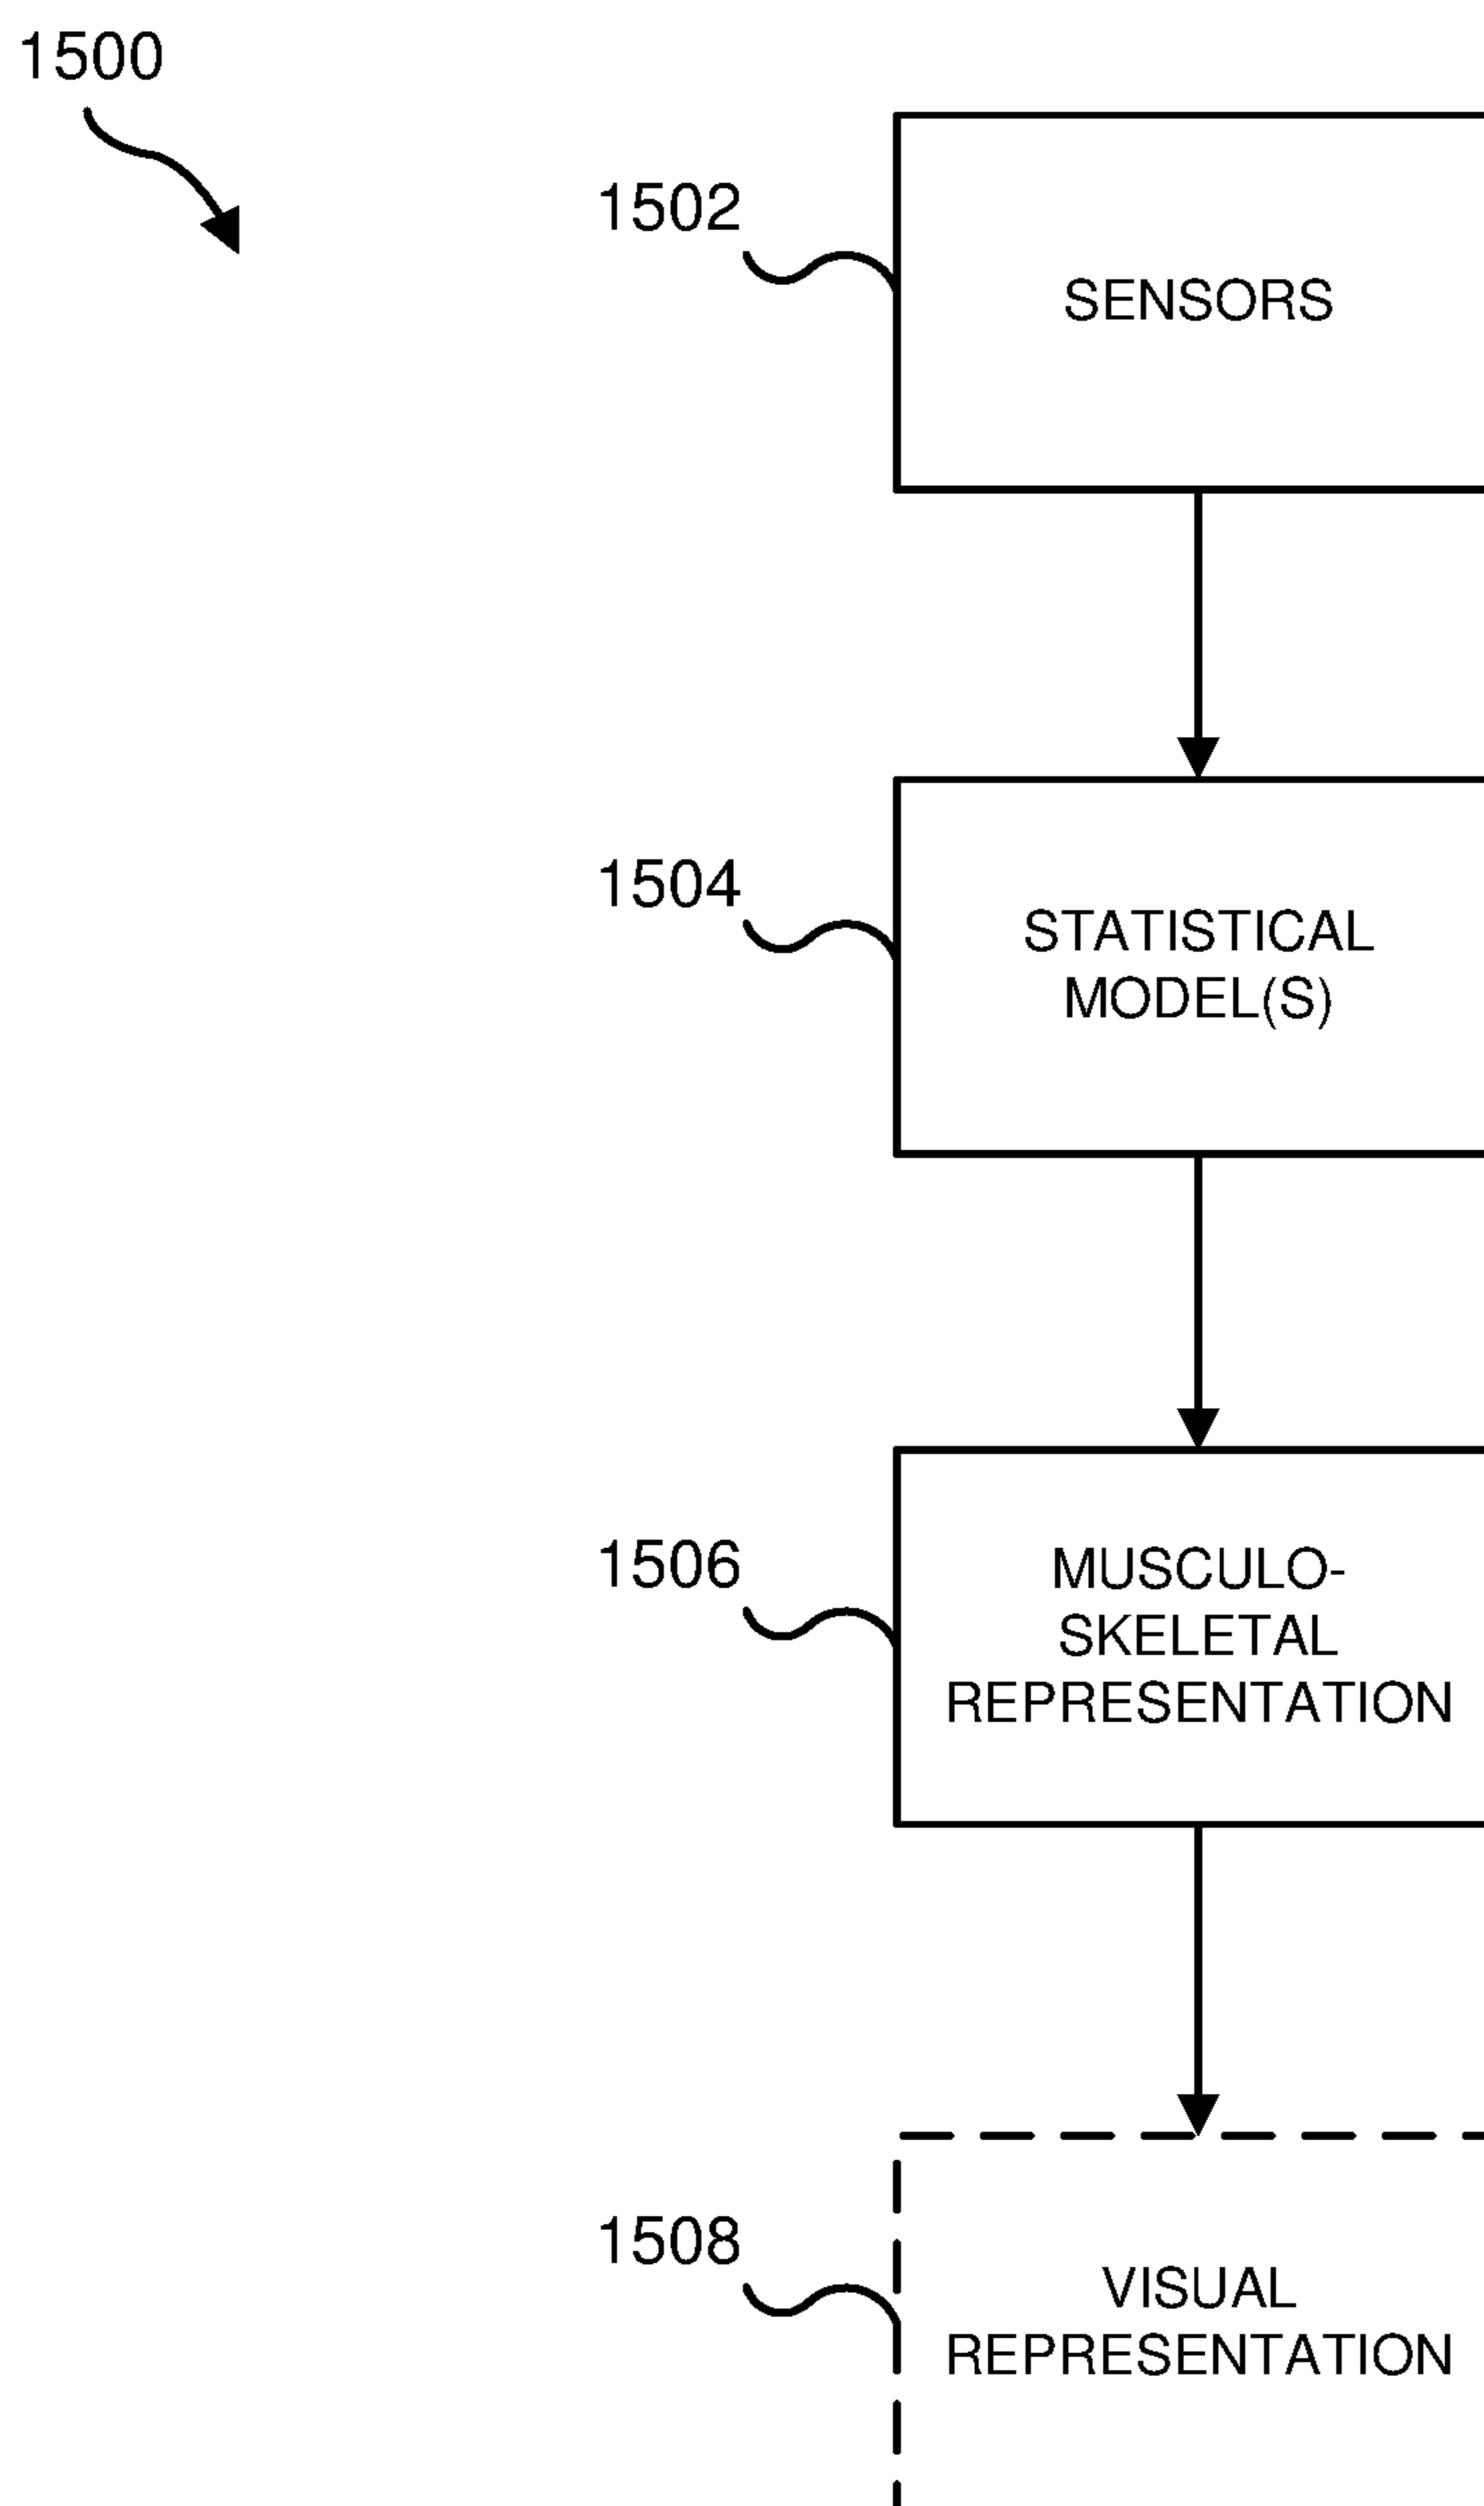 1500
1502
SENSORS
1504
STATISTICAL
MODEL(S)
1506
MUSCULO-
SKELETAL
REPRESENTATION
1508
VISUAL
REPRESENTATION